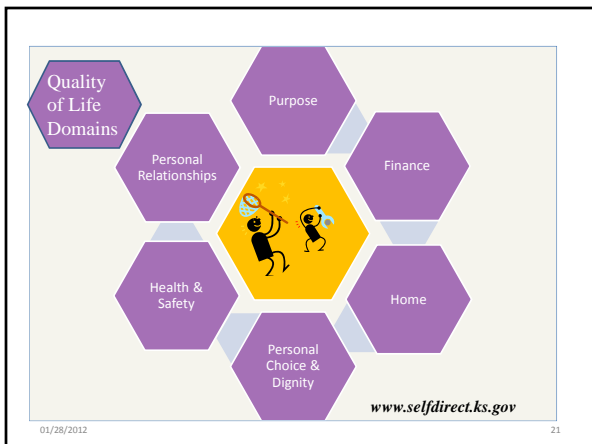 Quality
of Life
Domains
Purpose
Finance
Home
Personal
Choice &
Dignity
Health &
Safety
Personal
Relationships
www.selfdirect.ks.gov
01/28/2012
21